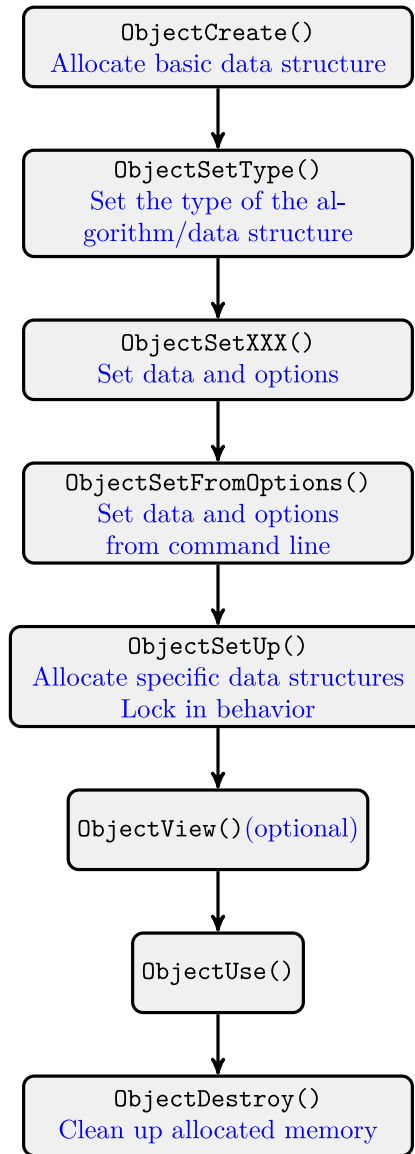 ObjectCreate()
Allocate basic data structure
ObjectSetType()
Set the type of the al-
gorithm/data structure
ObjectSetXXX()
Set data and options
ObjectSetFromOptions()
Set data and options
from command line
ObjectSetUp()
Allocate specific data structures
Lock in behavior
ObjectView()(optional)
ObjectUse()
ObjectDestroy()
Clean up allocated memory